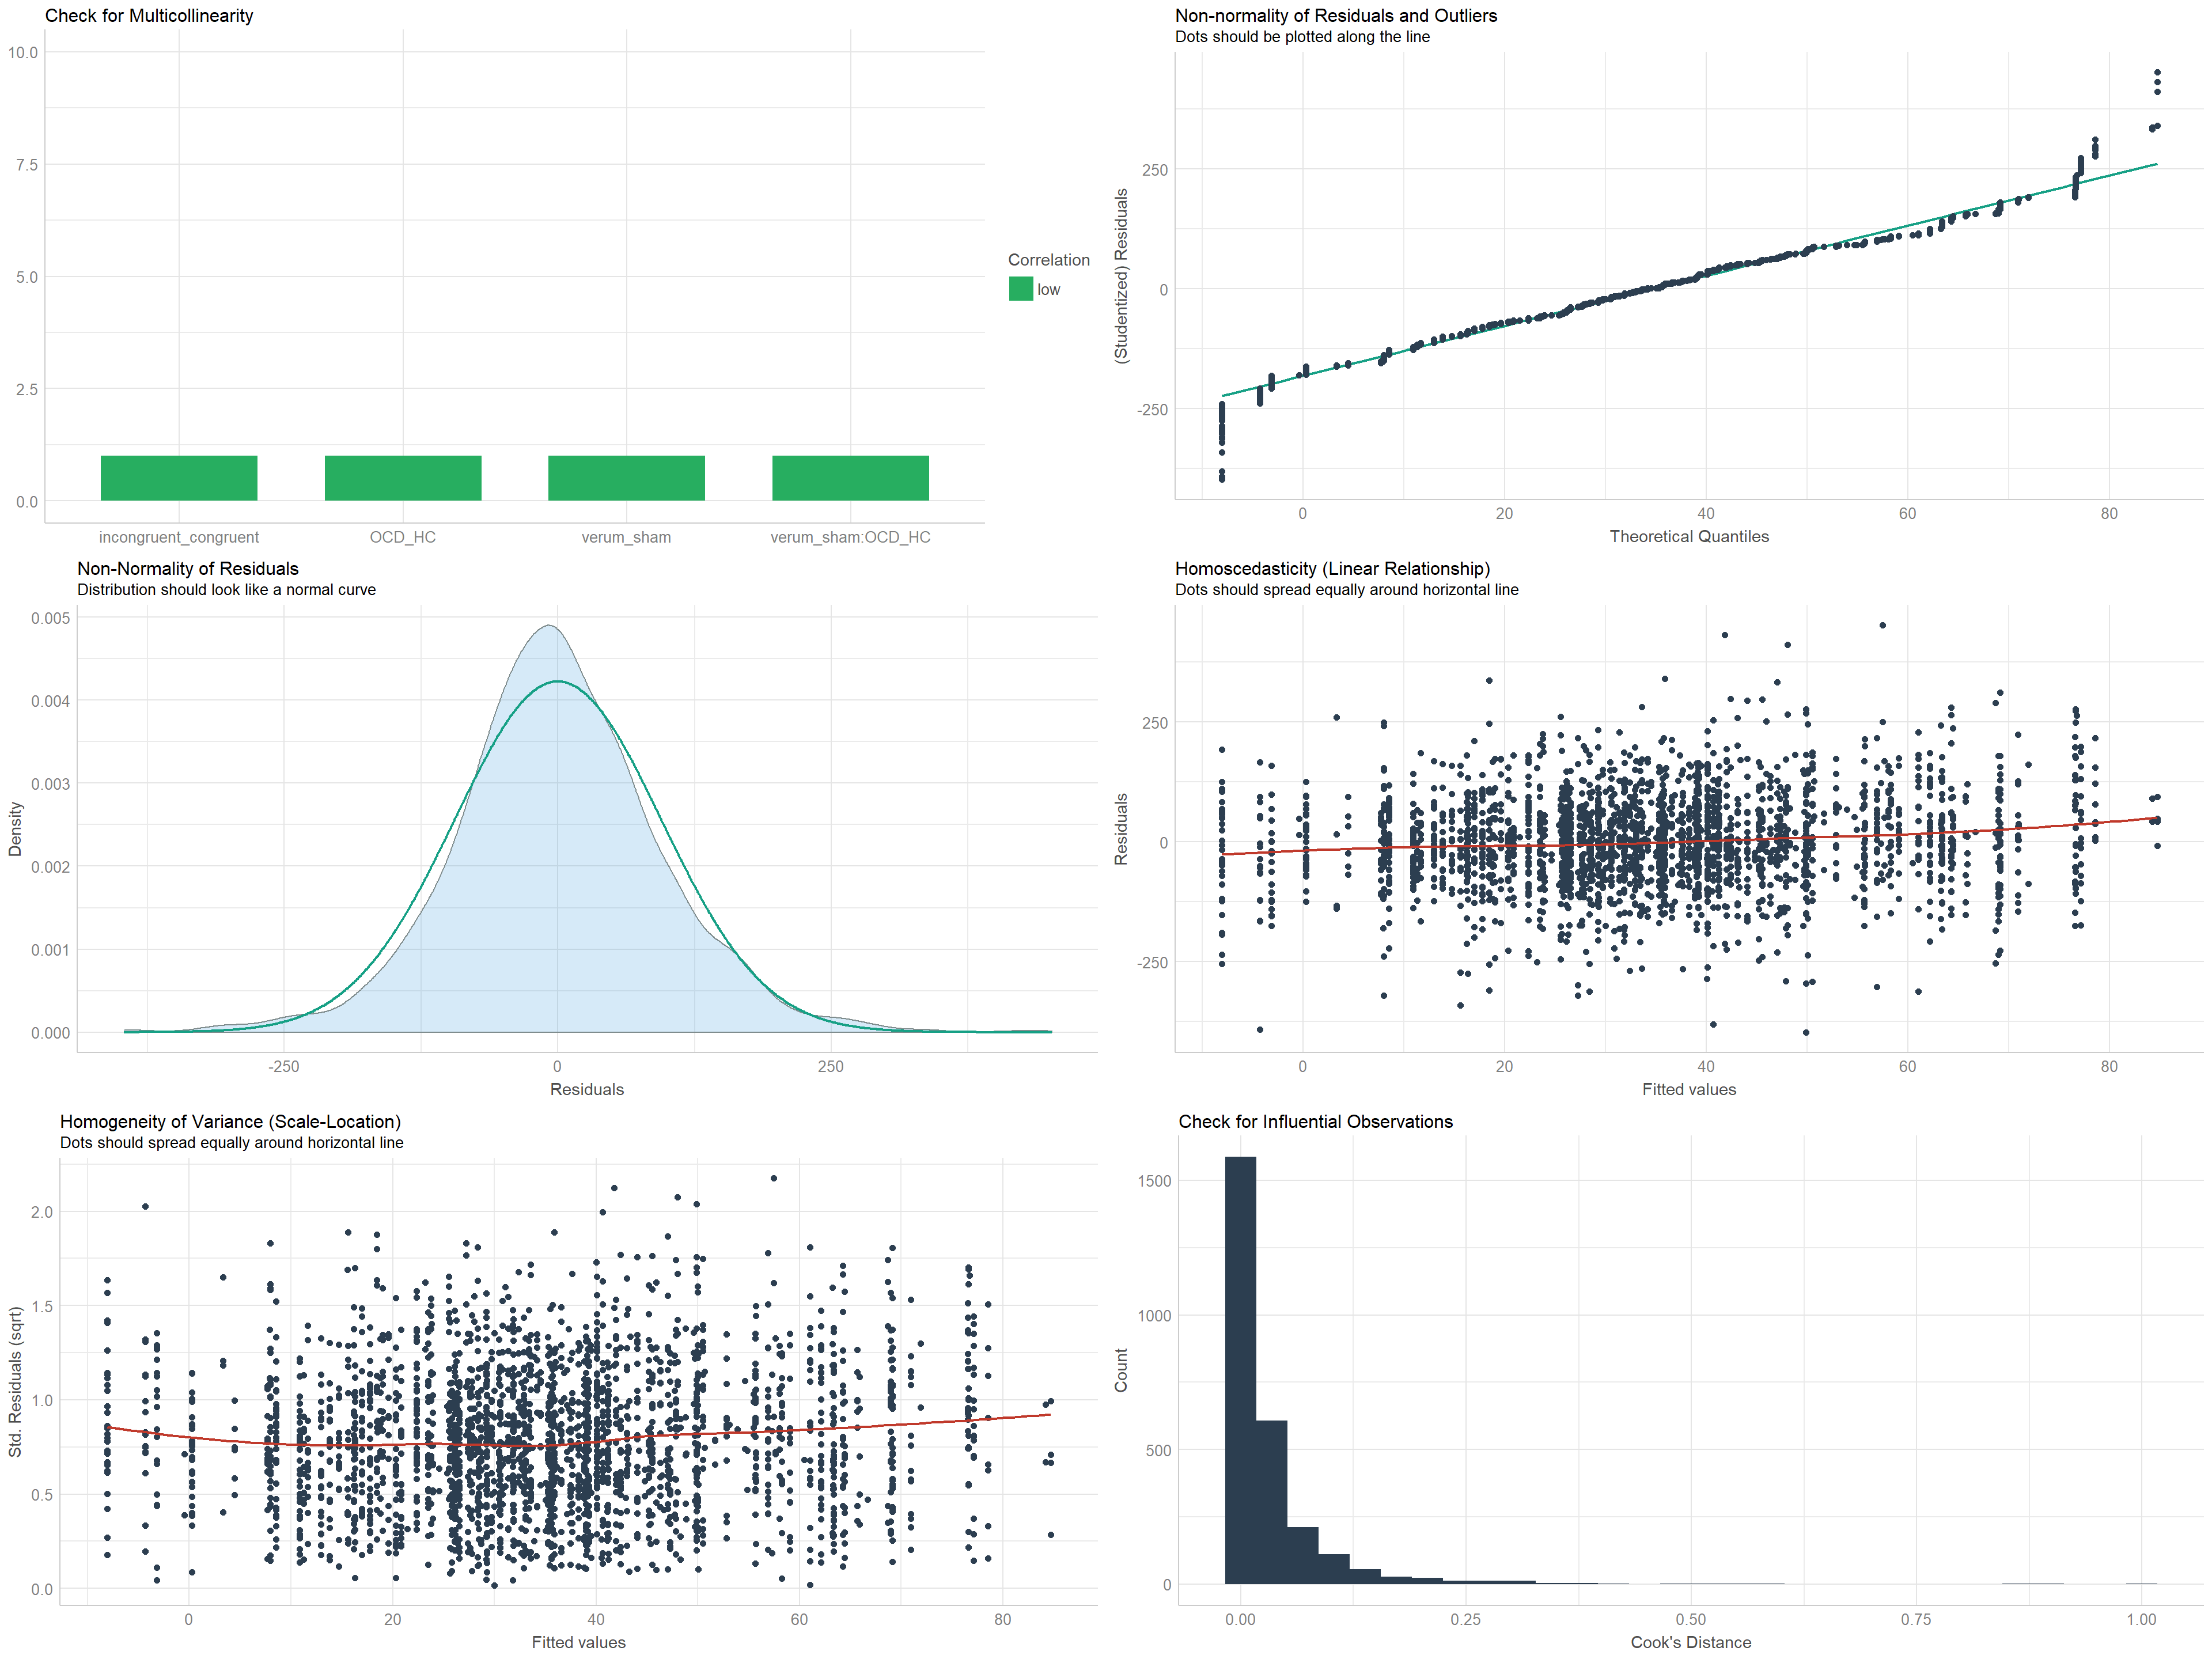 Check for Multicollinearity
10.0
7.5
5.0
2.5
0.0
incongruent_congruent
OCD_HC
verum_sham
verum_sham:OCD_HC
Correlation
low
Non-normality of Residuals and Outliers
Dots should be plotted along the line
(Studentized) Residuals
250
0
-250
0
20
40
60
80
Theoretical Quantiles
Non-Normality of Residuals
Distribution should look like a normal curve
Density
0.005
0.004
0.003
0.002
0.001
0.000
-250
0
250
Residuals
Homoscedasticity (Linear Relationship)
Dots should spread equally around horizontal line
Residuals
250
0
-250
0
20
40
60
80
Fitted values
Homogeneity of Variance (Scale-Location)
Dots should spread equally around horizontal line
Std. Residuals (sqrt)
2.0
1.5
1.0
0.5
0.0
0
20
40
60
80
Fitted values
Check for Influential Observations
Count
1500
1000
500
0
0.00
0.25
0.50
0.75
1.00
Cook's Distance